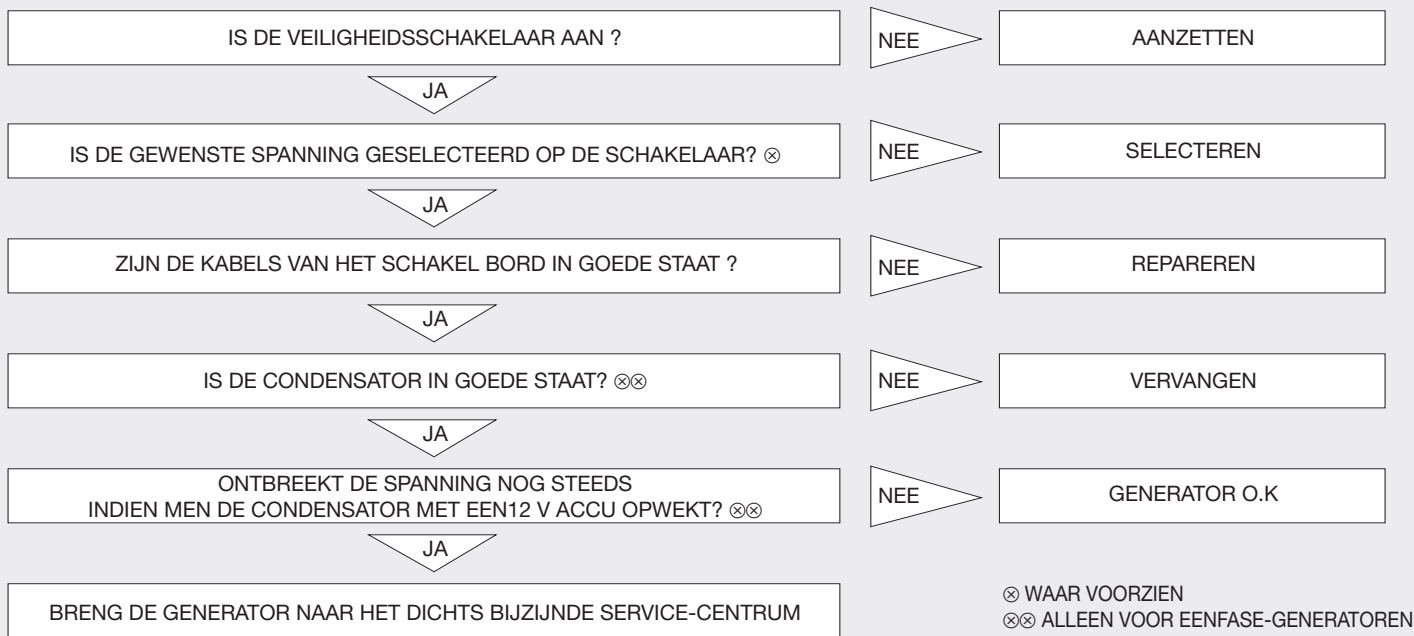 IS DE VEILIGHEIDSSCHAKELAAR AAN ?
NEE
AANZETTEN
JA
IS DE GEWENSTE SPANNING GESELECTEERD OP DE SCHAKELAAR? ⊗
NEE
SELECTEREN
JA
ZIJN DE KABELS VAN HET SCHAKEL BORD IN GOEDE STAAT ?
NEE
REPAREREN
JA
IS DE CONDENSATOR IN GOEDE STAAT? ⊗⊗
NEE
VERVANGEN
JA
ONTBREEKT DE SPANNING NOG STEEDS
INDIEN MEN DE CONDENSATOR MET EEN12 V ACCU OPWEKT? ⊗⊗
NEE
GENERATOR O.K
JA
BRENG DE GENERATOR NAAR HET DICHTS BIJZIJNDE SERVICE-CENTRUM
⊗ WAAR VOORZIEN
⊗⊗ ALLEEN VOOR EENFASE-GENERATOREN